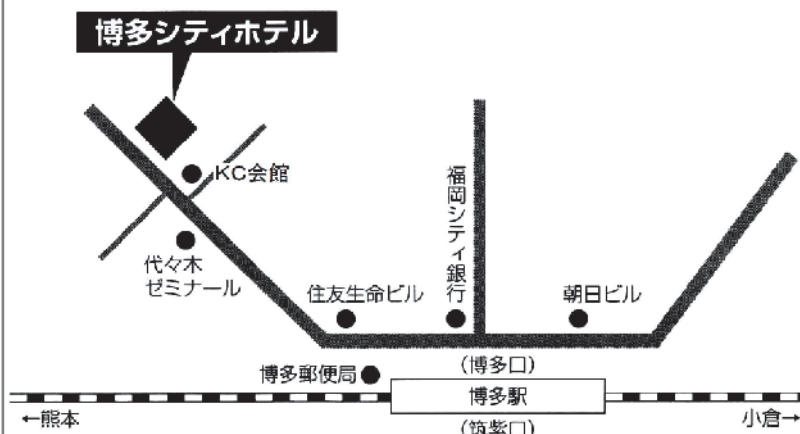 博多シティホテル
KC会館
代々木
ゼミナール
住友生命ビル
福岡シティ銀行
朝日ビル
博多郵便局
(博多口)
博多駅
(筑紫口)
←熊本
小倉→